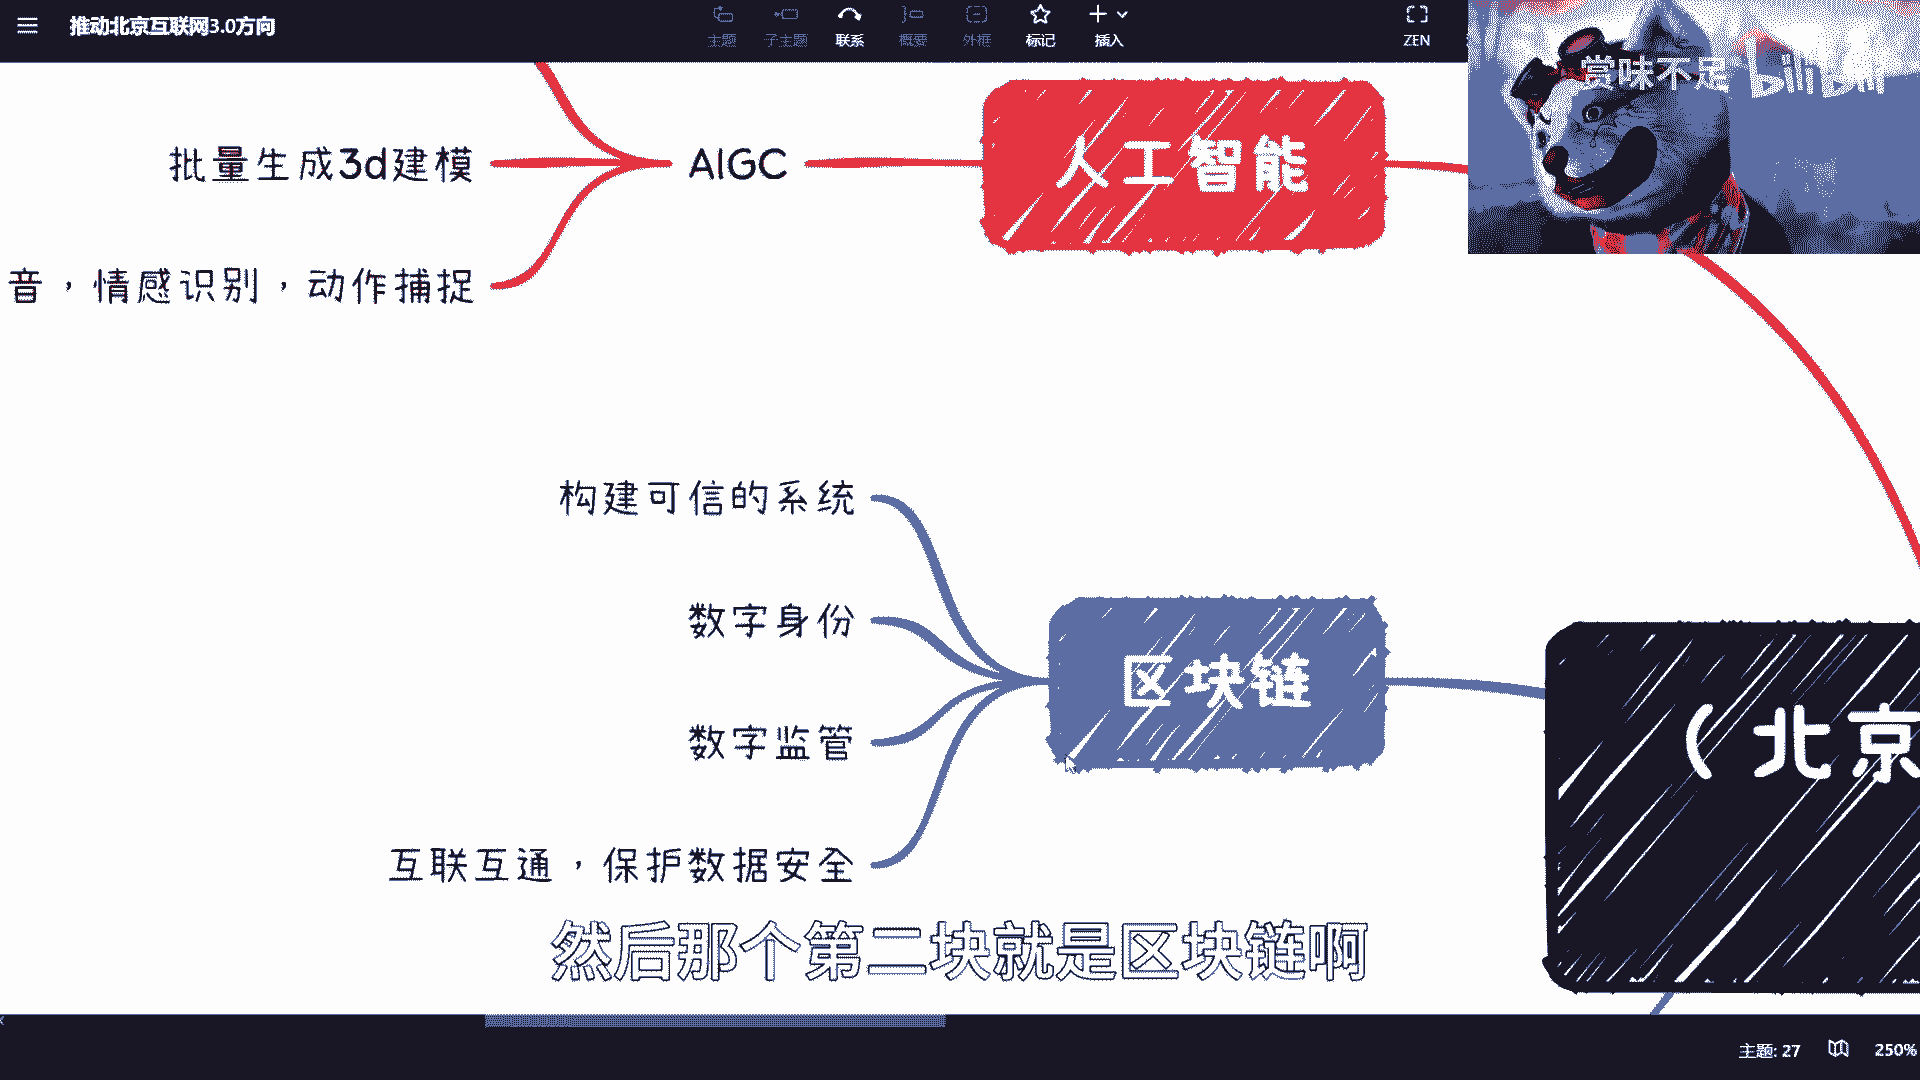 推动北京互联网3.0方向
主题
子主题
联系
概要
外框
标记
插入
ZEN
赏味不足
bilibili
批量生成3d建模
AIGC
人工智能
音，情感识别，动作捕捉
构建可信的系统
数字身份
区块链
数字监管
（北京
互联互通，保护数据安全
然后那个第二块就是区块链啊
主题: 27
250%